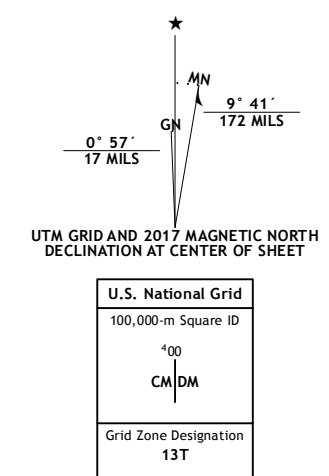 ★
MN
GN
9° 41´
172 MILS
0° 57´
17 MILS
UTM GRID AND 2017 MAGNETIC NORTH
DECLINATION AT CENTER OF SHEET
U.S. National Grid
100,000-m Square ID
⁴00
CM DM
Grid Zone Designation
13T